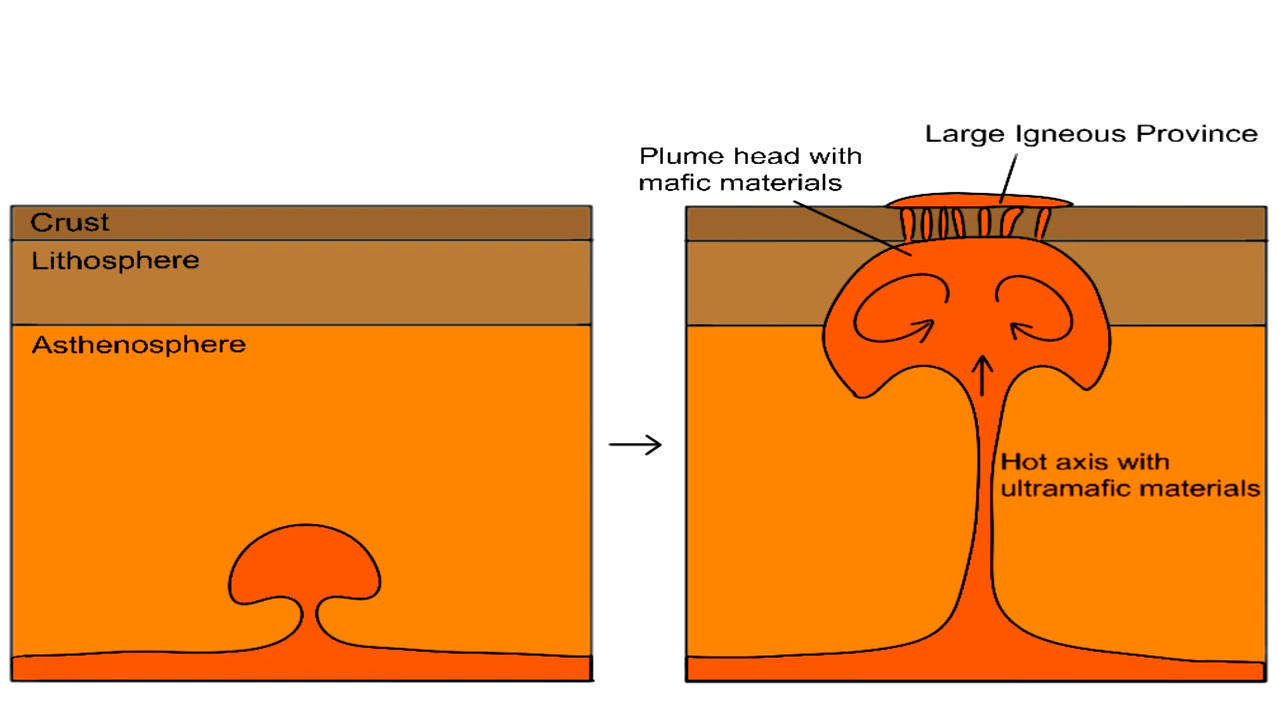 Crust
Lithosphere
Asthenosphere
Plume head with
mafic materials
Large Igneous Province
Hot axis with
ultramafic materials